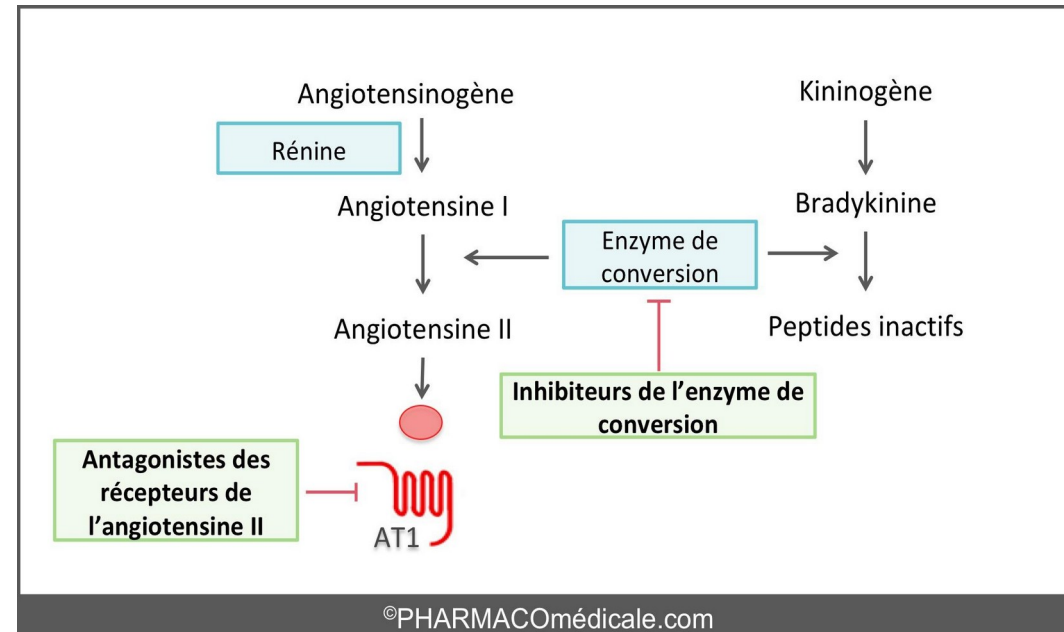 Angiotensinogène
Kininogène
Rénine
Angiotensine I
Bradykinine
Enzyme de
conversion
Angiotensine II
Peptides inactifs
Inhibiteurs de l’enzyme de
conversion
Antagonistes des
récepteurs de
l’angiotensine II
AT1
©PHARMACOmédicale.com